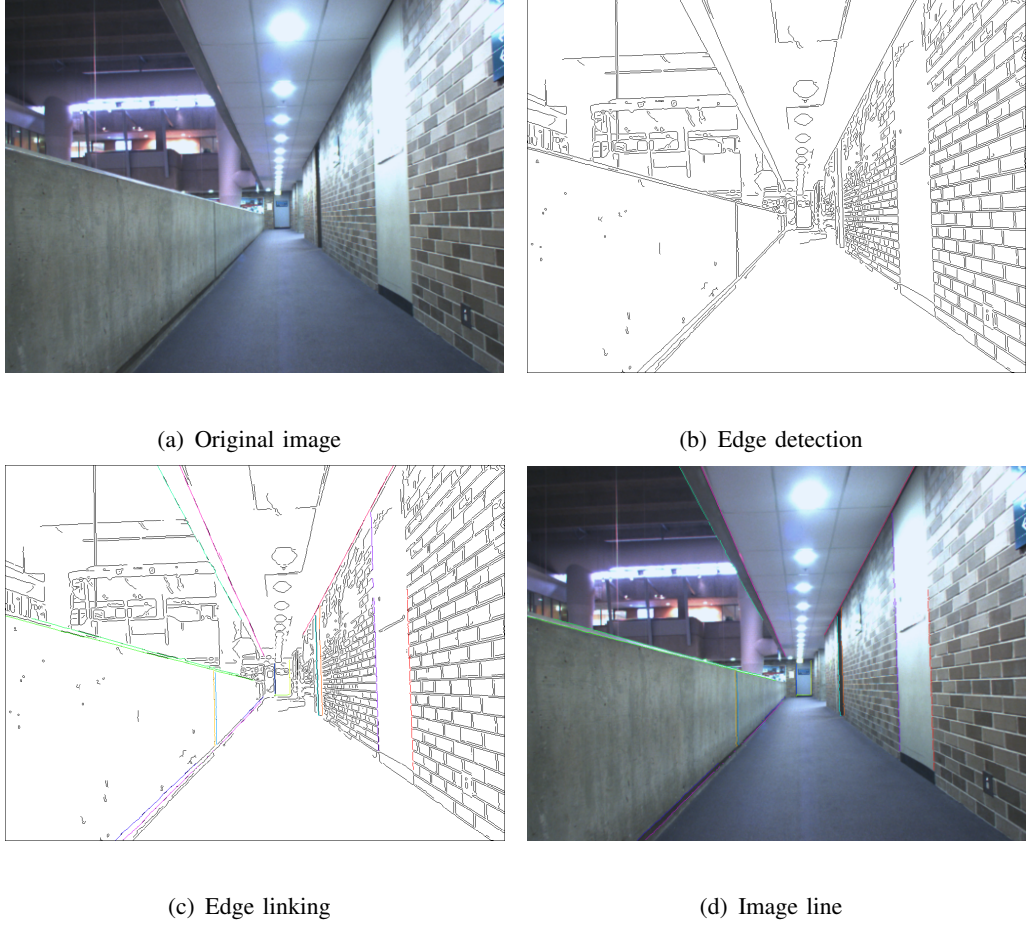 (a) Original image
(b) Edge detection
(c) Edge linking
(d) Image line